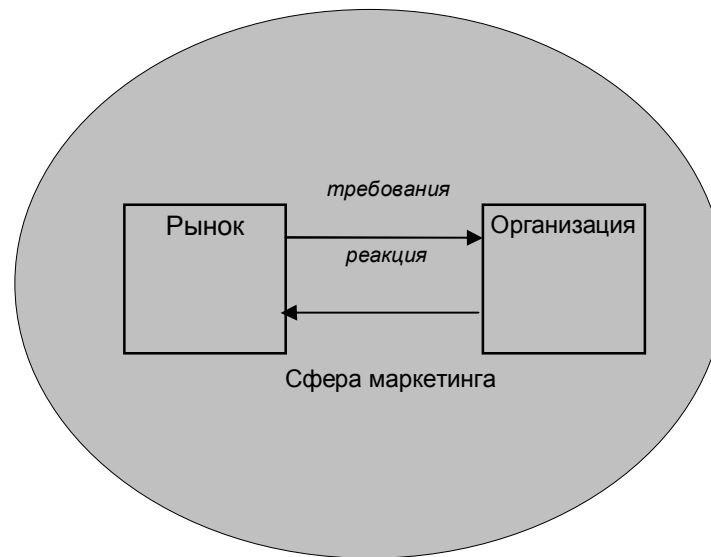 требования
Рынок
Организация
реакция
Сфера маркетинга